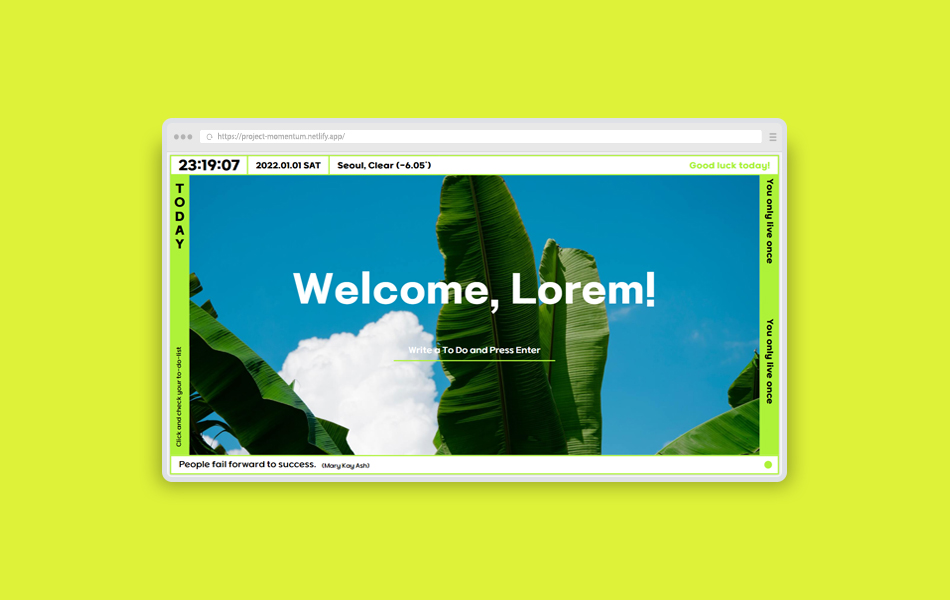 https://project-momentum.netlify.app/
23:19:07
2022.01.01 SAT
Seoul, Clear (-6.05°)
Good luck today!
TODAY
Click and check your to-do-list
Welcome, Lorem!
Write a To Do and Press Enter
You only live once
You only live once
People fail forward to success. (Mary Kay Ash)